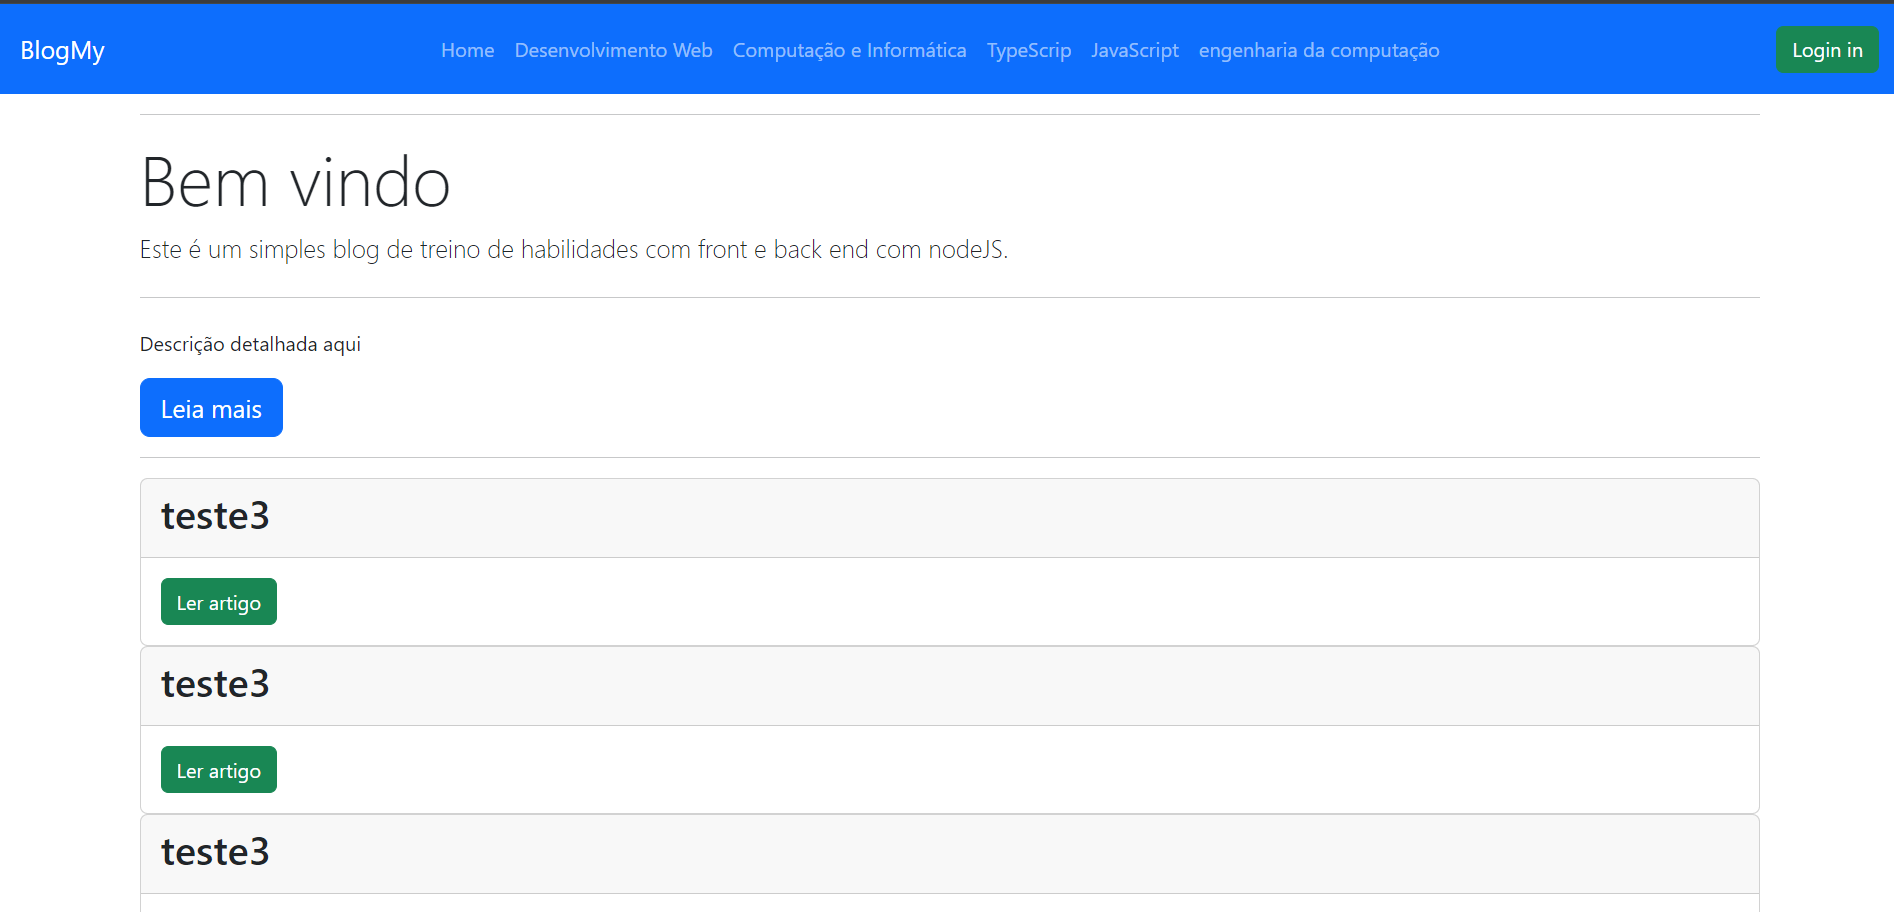 BlogMy Home Desenvolvimento Web Computação e Informática TypeScrip JavaScript engenharia da computação Login in
Bem vindo
Este é um simples blog de treino de habilidades com front e back end com nodeJS.
Descrição detalhada aqui
Leia mais
teste3
Ler artigo
teste3
Ler artigo
teste3